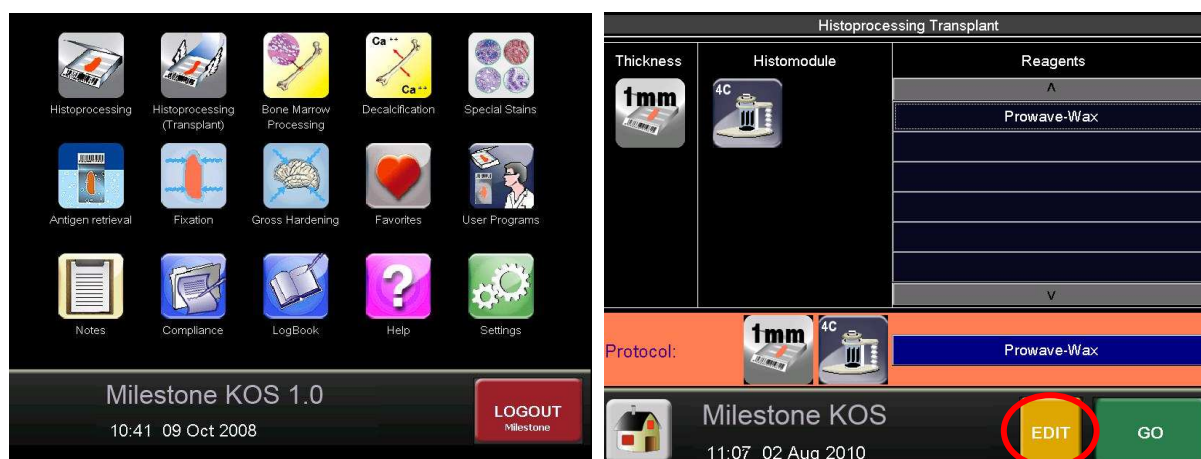 Ca ++
Ca ++
Histoprocessing
Histoprocessing
(Transplant)
Bone Marrow
Processing
Decalcification
Special Stains
Antigen retrieval
Fixation
Gross Hardening
Favorites
User Programs
?
Notes
Compliance
LogBook
Help
Settings
Milestone KOS 1.0
10:41 09 Oct 2008
LOGOUT
Milestone
Histoprocessing Transplant
Thickness
Histomodule
Reagents
1mm
4C
Λ
Prowave-Wax
V
Protocol:
1mm
4C
Prowave-Wax
Milestone KOS
11:07 02 Aug 2010
EDIT
GO